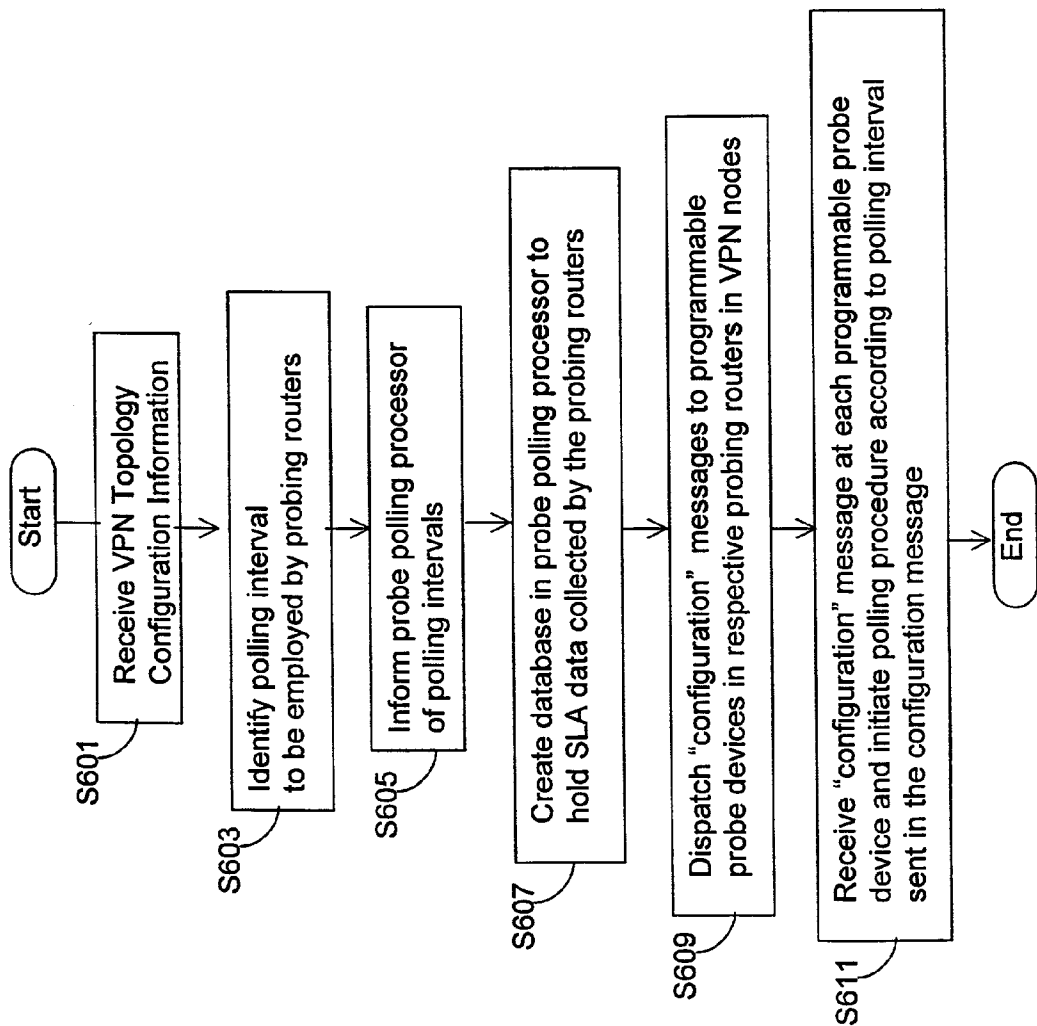 Start
S601
Receive VPN Topology
Configuration Information
S603
Identify polling interval
to be employed by probing routers
S605
Inform probe polling processor
of polling intervals
S607
Create database in probe polling processor to
hold SLA data collected by the probing routers
S609
Dispatch “configuration” messages to programmable
probe devices in respective probing routers in VPN nodes
S611
Receive “configuration” message at each programmable probe
device and initiate polling procedure according to polling interval
sent in the configuration message
End